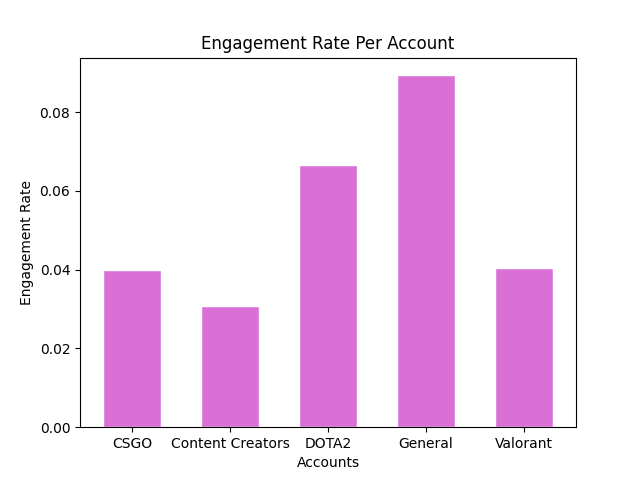 Engagement Rate Per Account
Engagement Rate
0.08
0.06
0.04
0.02
0.00
CSGO Content Creators DOTA2 General Valorant
Accounts